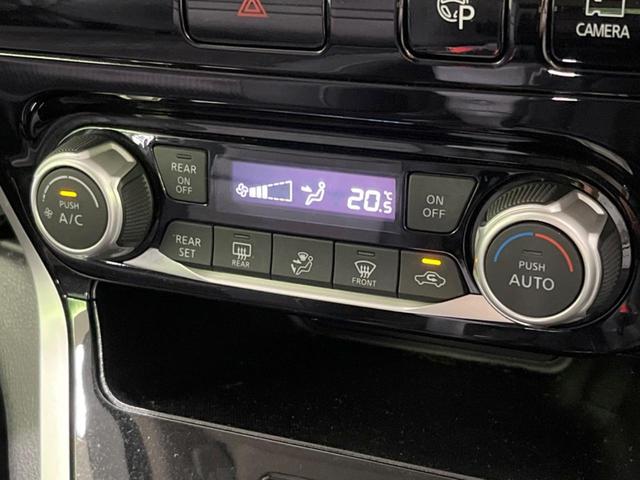 P
CAMERA
REAR
ON
OFF
20.5°C
ON
OFF
PUSH
A/C
REAR
SET
REAR
FRONT
PUSH
AUTO